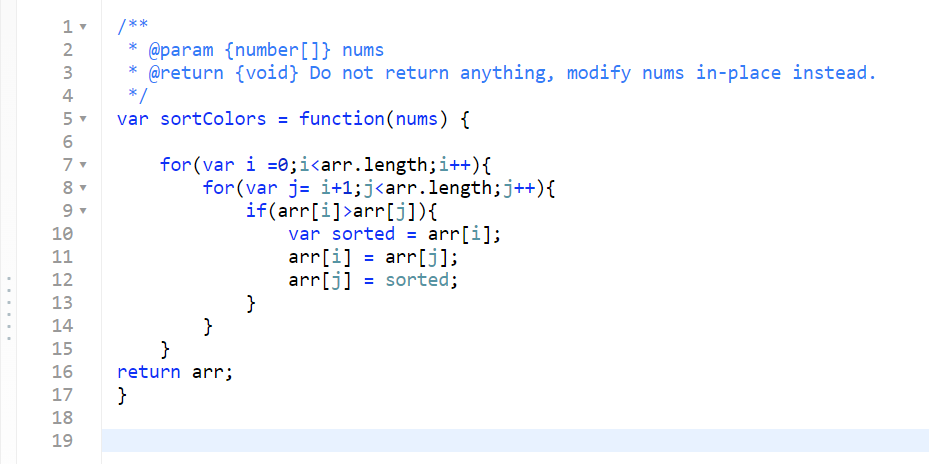 1 /**
2  * @param {number[]} nums
3  * @return {void} Do not return anything, modify nums in-place instead.
4  */
5 var sortColors = function(nums) {
6
7     for(var i =0;i<arr.length;i++){
8         for(var j= i+1;j<arr.length;j++){
9             if(arr[i]>arr[j]){
10                 var sorted = arr[i];
11                 arr[i] = arr[j];
12                 arr[j] = sorted;
13             }
14         }
15     }
16 return arr;
17 }
18
19